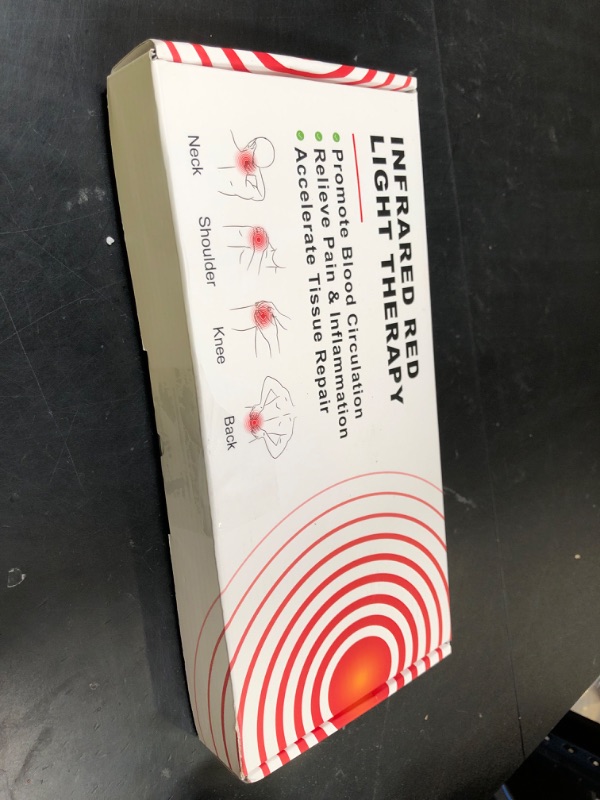 INFRARED RED
LIGHT THERAPY
Promote Blood Circulation
Relieve Pain & Inflammation
Accelerate Tissue Repair
Neck
Shoulder
Knee
Back